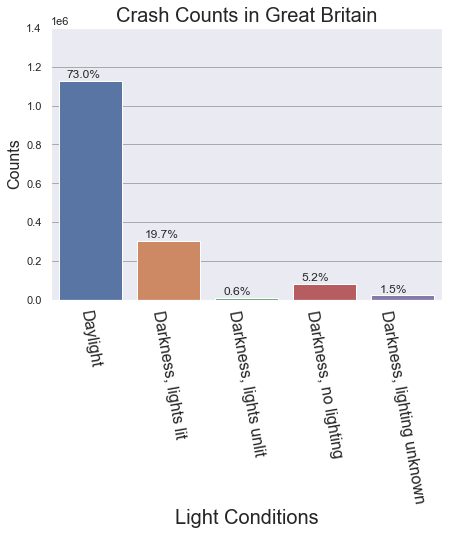 Crash Counts in Great Britain
1e6
1.4
1.2
1.0
0.8
0.6
0.4
0.2
0.0
Counts
73.0%
19.7%
0.6%
5.2%
1.5%
Daylight
Darkness, lights lit
Darkness, lights unlit
Darkness, no lighting
Darkness, lighting unknown
Light Conditions